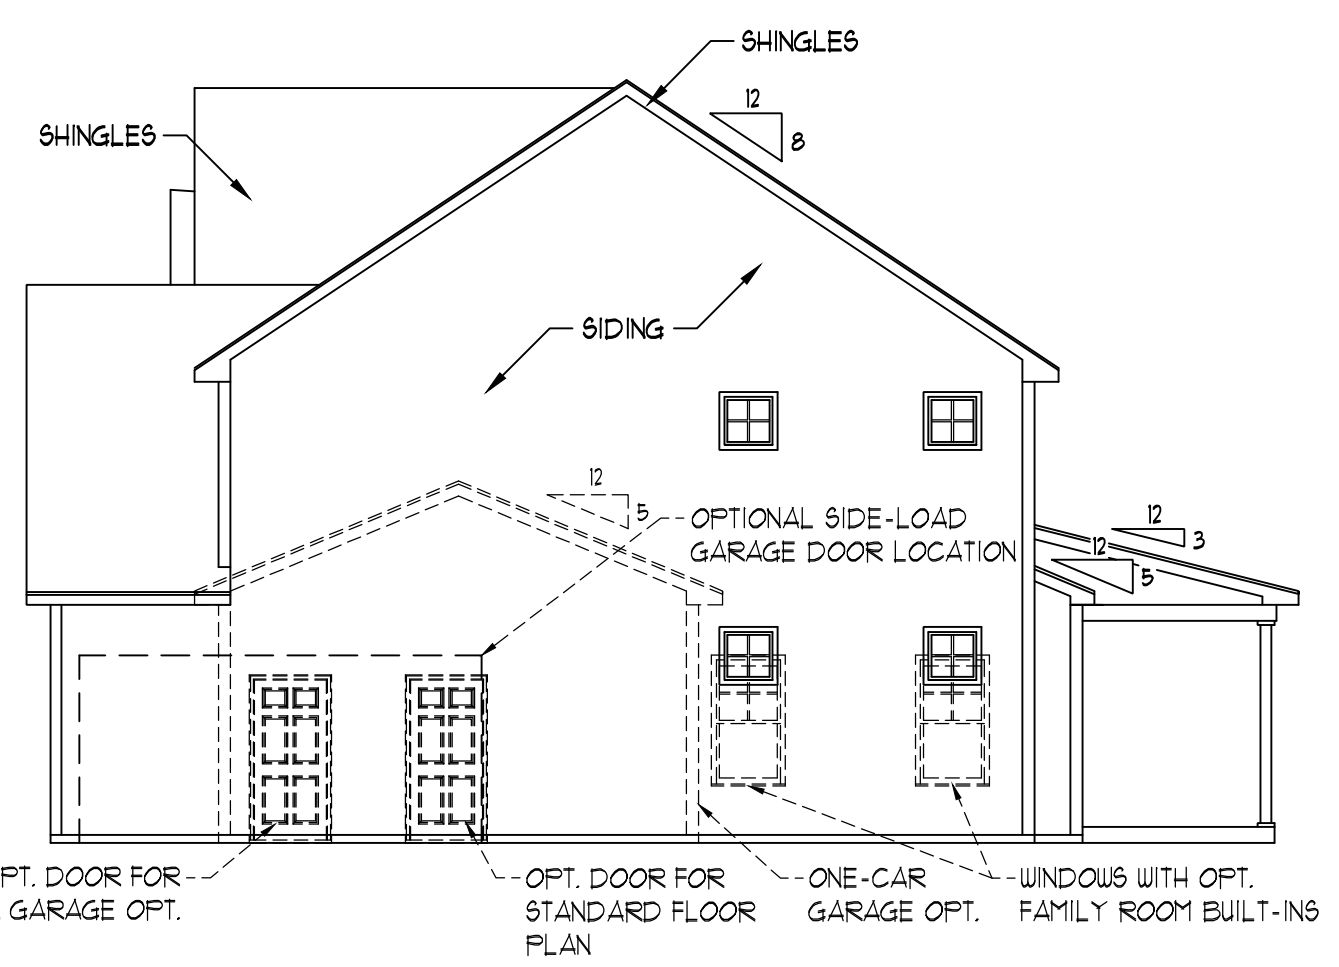 SHINGLES
12
8
SHINGLES
SIDING
12
5
OPTIONAL SIDE-LOAD
GARAGE DOOR LOCATION
12
3
12
5
PT. DOOR FOR
GARAGE OPT.
OPT. DOOR FOR
STANDARD FLOOR
PLAN
ONE-CAR
GARAGE OPT.
WINDOWS WITH OPT.
FAMILY ROOM BUILT-INS